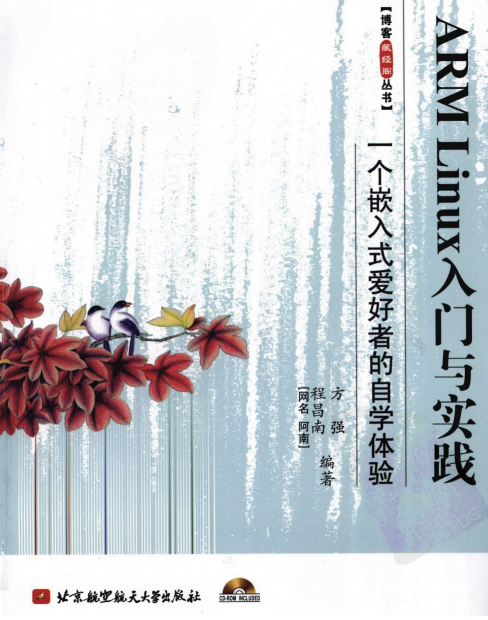 ARM Linux入门与实践
【博客藏经阁丛书】
一个嵌入式爱好者的自学体验
方 强
程昌南
[网名 阿南]
编著
北京航空航天大学出版社
CD-ROM INCLUDED